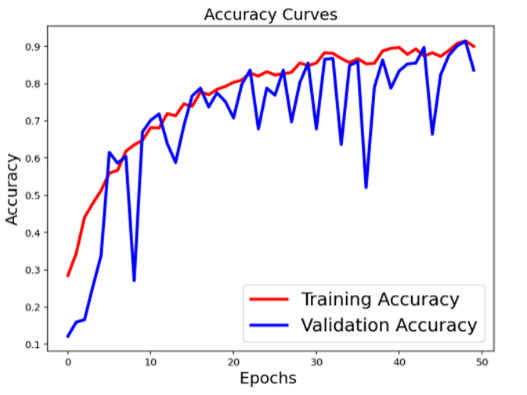 Accuracy Curves
0.9
0.8
0.7
0.6
0.5
0.4
0.3
0.2
0.1
Accuracy
Training Accuracy
Validation Accuracy
0 10 20 30 40 50
Epochs